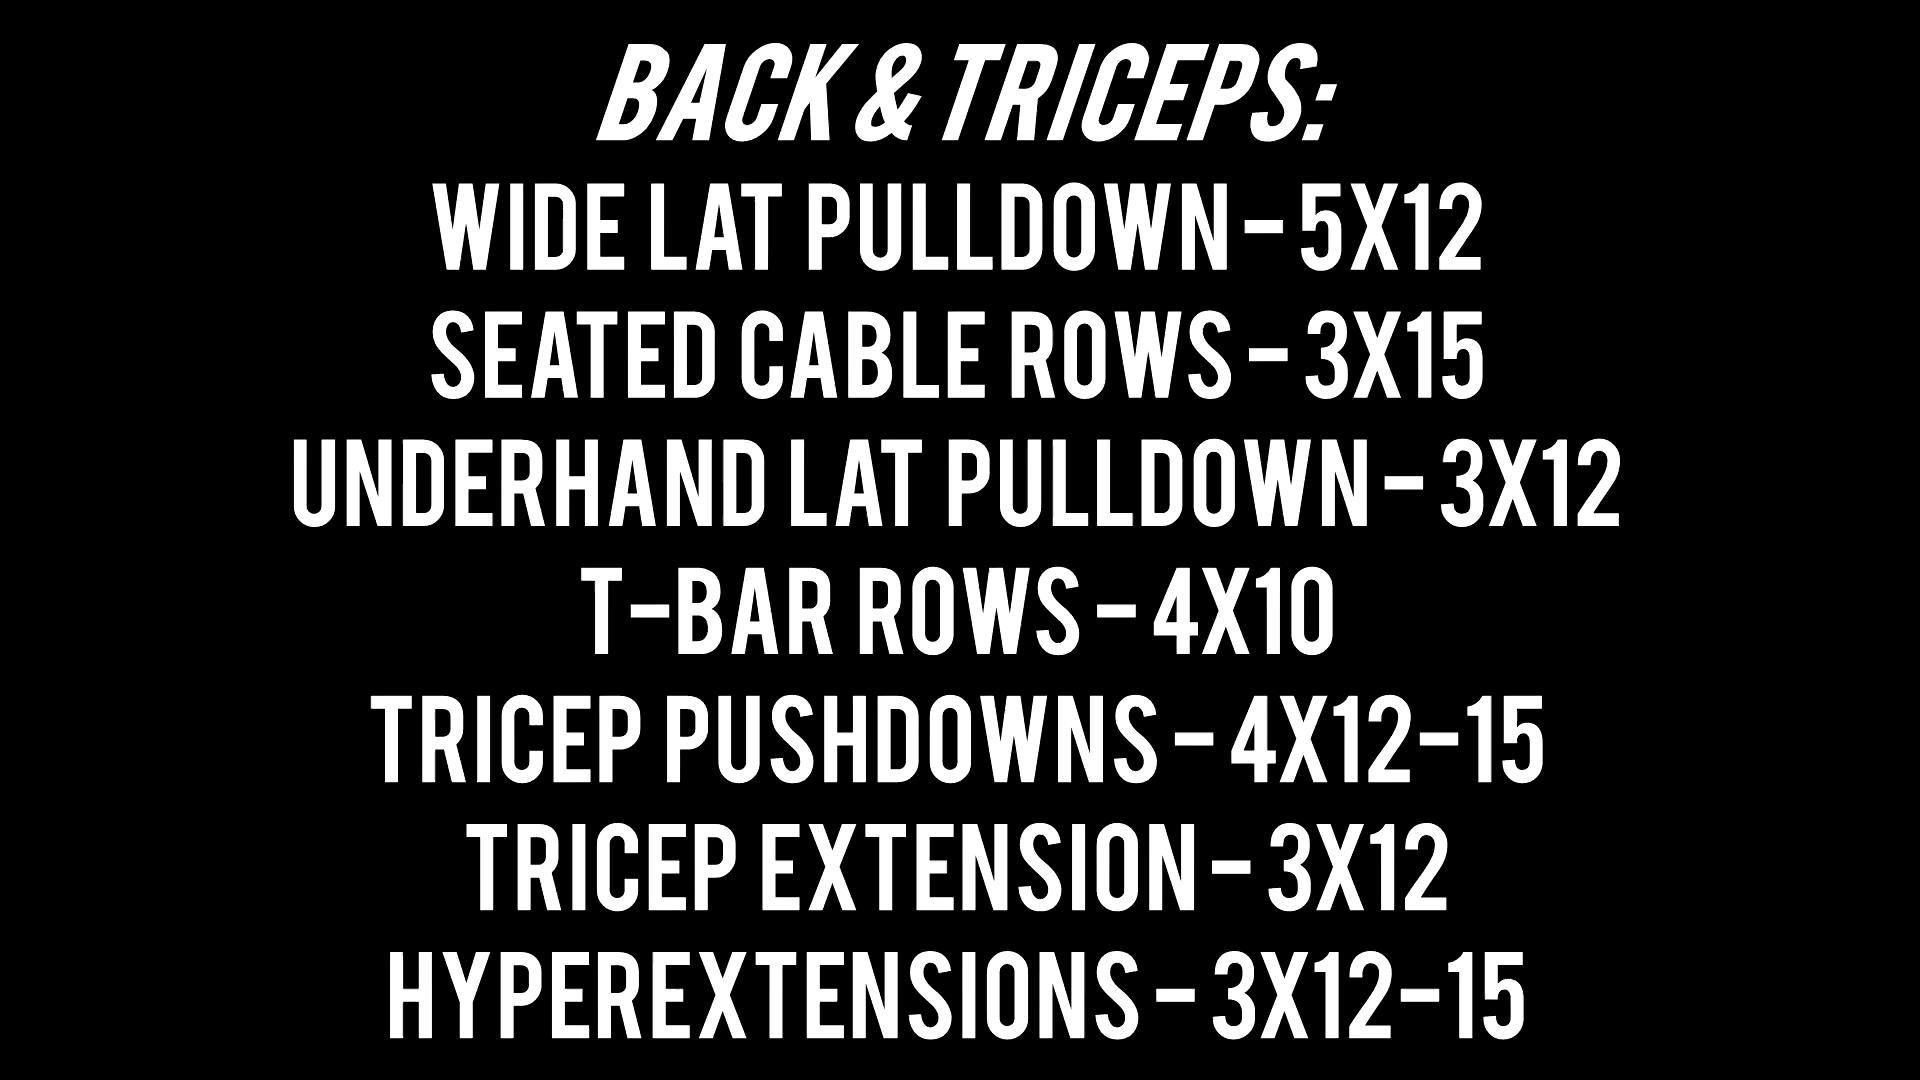 BACK & TRICEPS:
WIDE LAT PULLDOWN - 5X12
SEATED CABLE ROWS - 3X15
UNDERHAND LAT PULLDOWN - 3X12
T-BAR ROWS - 4X10
TRICEP PUSHDOWNS - 4X12-15
TRICEP EXTENSION - 3X12
HYPEREXTENSIONS - 3X12-15